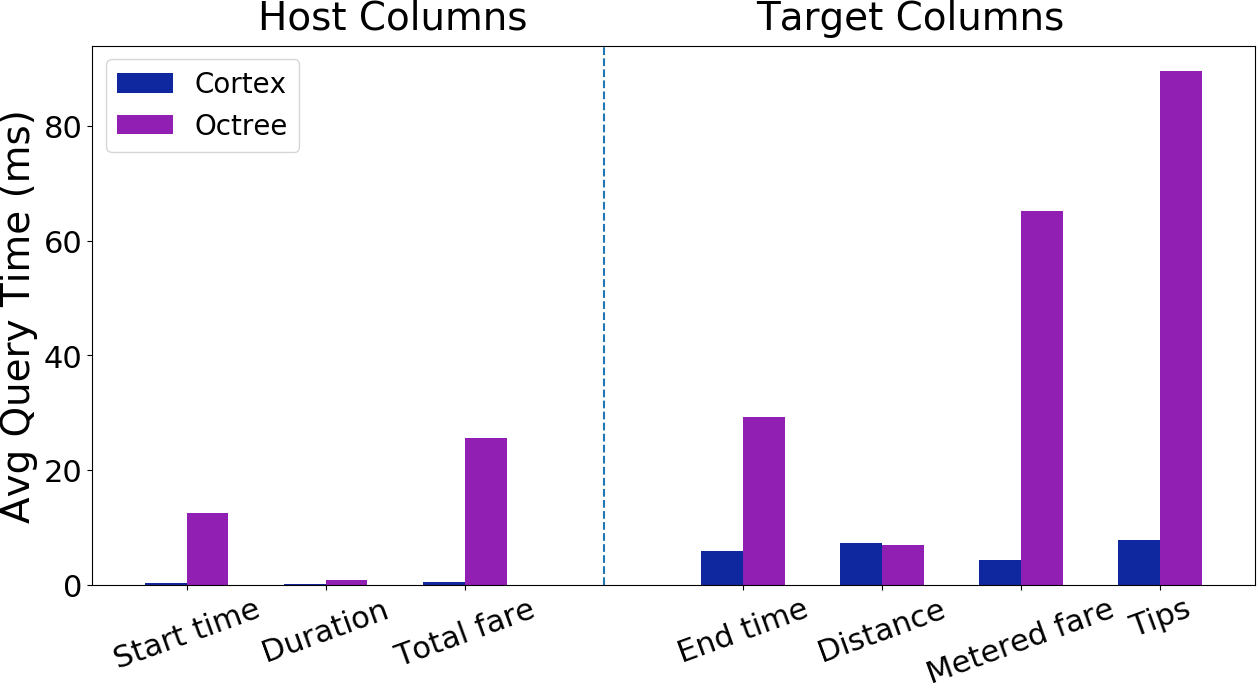 Host Columns
Target Columns
Cortex
Octree
Avg Query Time (ms)
80
60
40
20
0
Start time
Duration
Total fare
End time
Distance
Metered fare
Tips